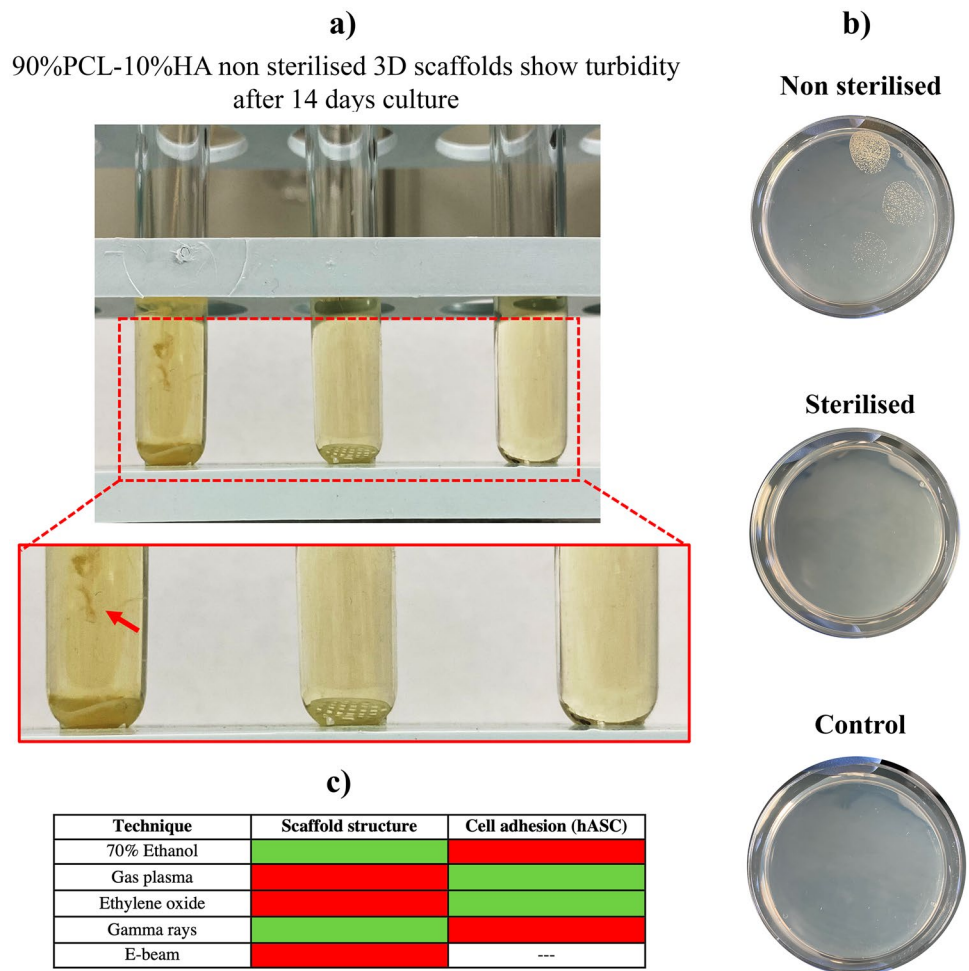 a)
90%PCL-10%HA non sterilised 3D scaffolds show turbidity
after 14 days culture
b)
Non sterilised
Sterilised
Control
c)
Technique Scaffold structure Cell adhesion (hASC)
70% Ethanol
Gas plasma
Ethylene oxide
Gamma rays
E-beam ---